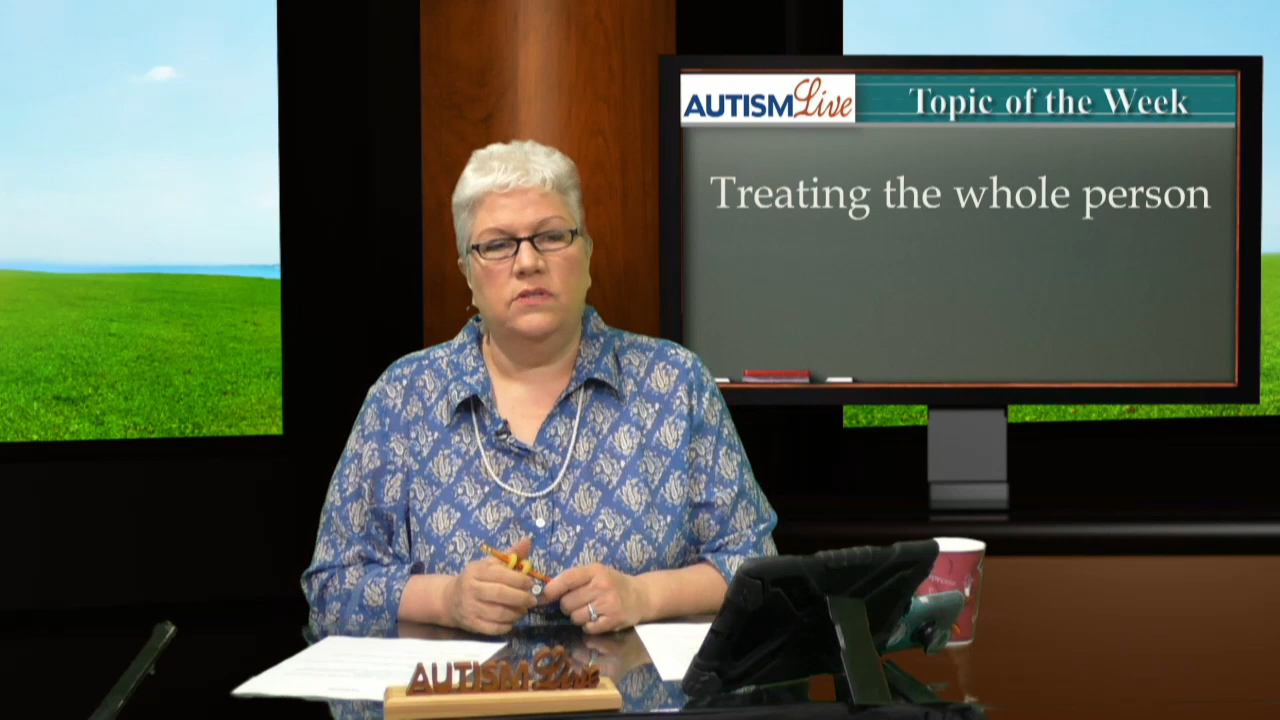 AUTISM Live
Topic of the Week
Treating the whole person
AUTISM Live